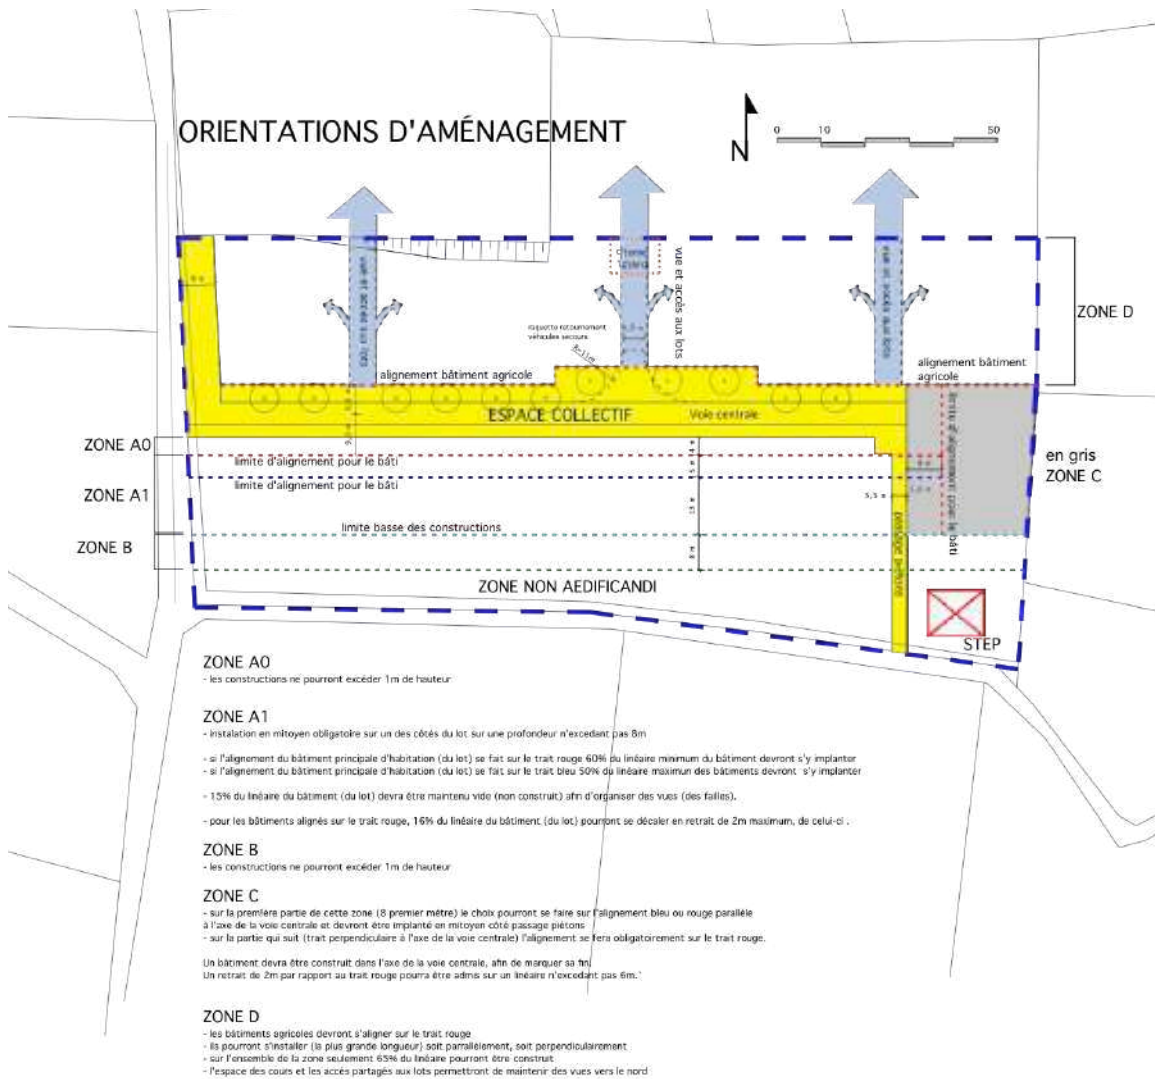 ORIENTATIONS D'AMÉNAGEMENT
N
0 10 50
vue et accès aux lots
vue et accès aux lots
vue et accès aux lots
ZONE D
raquette retournement
véhicules secours
R=11m
alignement bâtiment agricole
alignement bâtiment
agricole
ESPACE COLLECTIF
Voie centrale
ZONE A0
limite d'alignement pour le bâti
limite d'alignement pour le bâti
ZONE A1
en gris
ZONE C
limite d'alignement pour le bâti
3,5 m
limite basse des constructions
ZONE B
passage piétons
ZONE NON AEDIFICANDI
STEP
ZONE A0
- les constructions ne pourront excéder 1m de hauteur
ZONE A1
- instalation en mitoyen obligatoire sur un des côtés du lot sur une profondeur n'excedant pas 8m
- si l'alignement du bâtiment principale d'habitation (du lot) se fait sur le trait rouge 60% du linéaire minimum du bâtiment devront s'y implanter
- si l'alignement du bâtiment principale d'habitation (du lot) se fait sur le trait bleu 50% du linéaire maximun des bâtiments devront s'y implanter
- 15% du linéaire du bâtiment (du lot) devra être maintenu vide (non construit) afin d'organiser des vues (des failles).
- pour les bâtiments alignés sur le trait rouge, 16% du linéaire du bâtiment (du lot) pourront se décaler en retrait de 2m maximum, de celui-ci .
ZONE B
- les constructions ne pourront excéder 1m de hauteur
ZONE C
- sur la première partie de cette zone (8 premier mètre) le choix pourront se faire sur l'alignement bleu ou rouge parallèle
à l'axe de la voie centrale et devront être implanté en mitoyen côté passage piétons
- sur la partie qui suit (trait perpendiculaire à l'axe de la voie centrale) l'alignement se fera obligatoirement sur le trait rouge.
Un bâtiment devra être construit dans l'axe de la voie centrale, afin de marquer sa fin.
Un retrait de 2m par rapport au trait rouge pourra être admis sur un linéaire n'excedant pas 6m.'
ZONE D
- les bâtiments agricoles devront s'aligner sur le trait rouge
- ils pourront s'installer (la plus grande longueur) soit parralèlement, soit perpendiculairement
- sur l'ensemble de la zone seulement 65% du linéaire pourront être construit
- l'espace des cours et les accés partagés aux lots permettront de maintenir des vues vers le nord